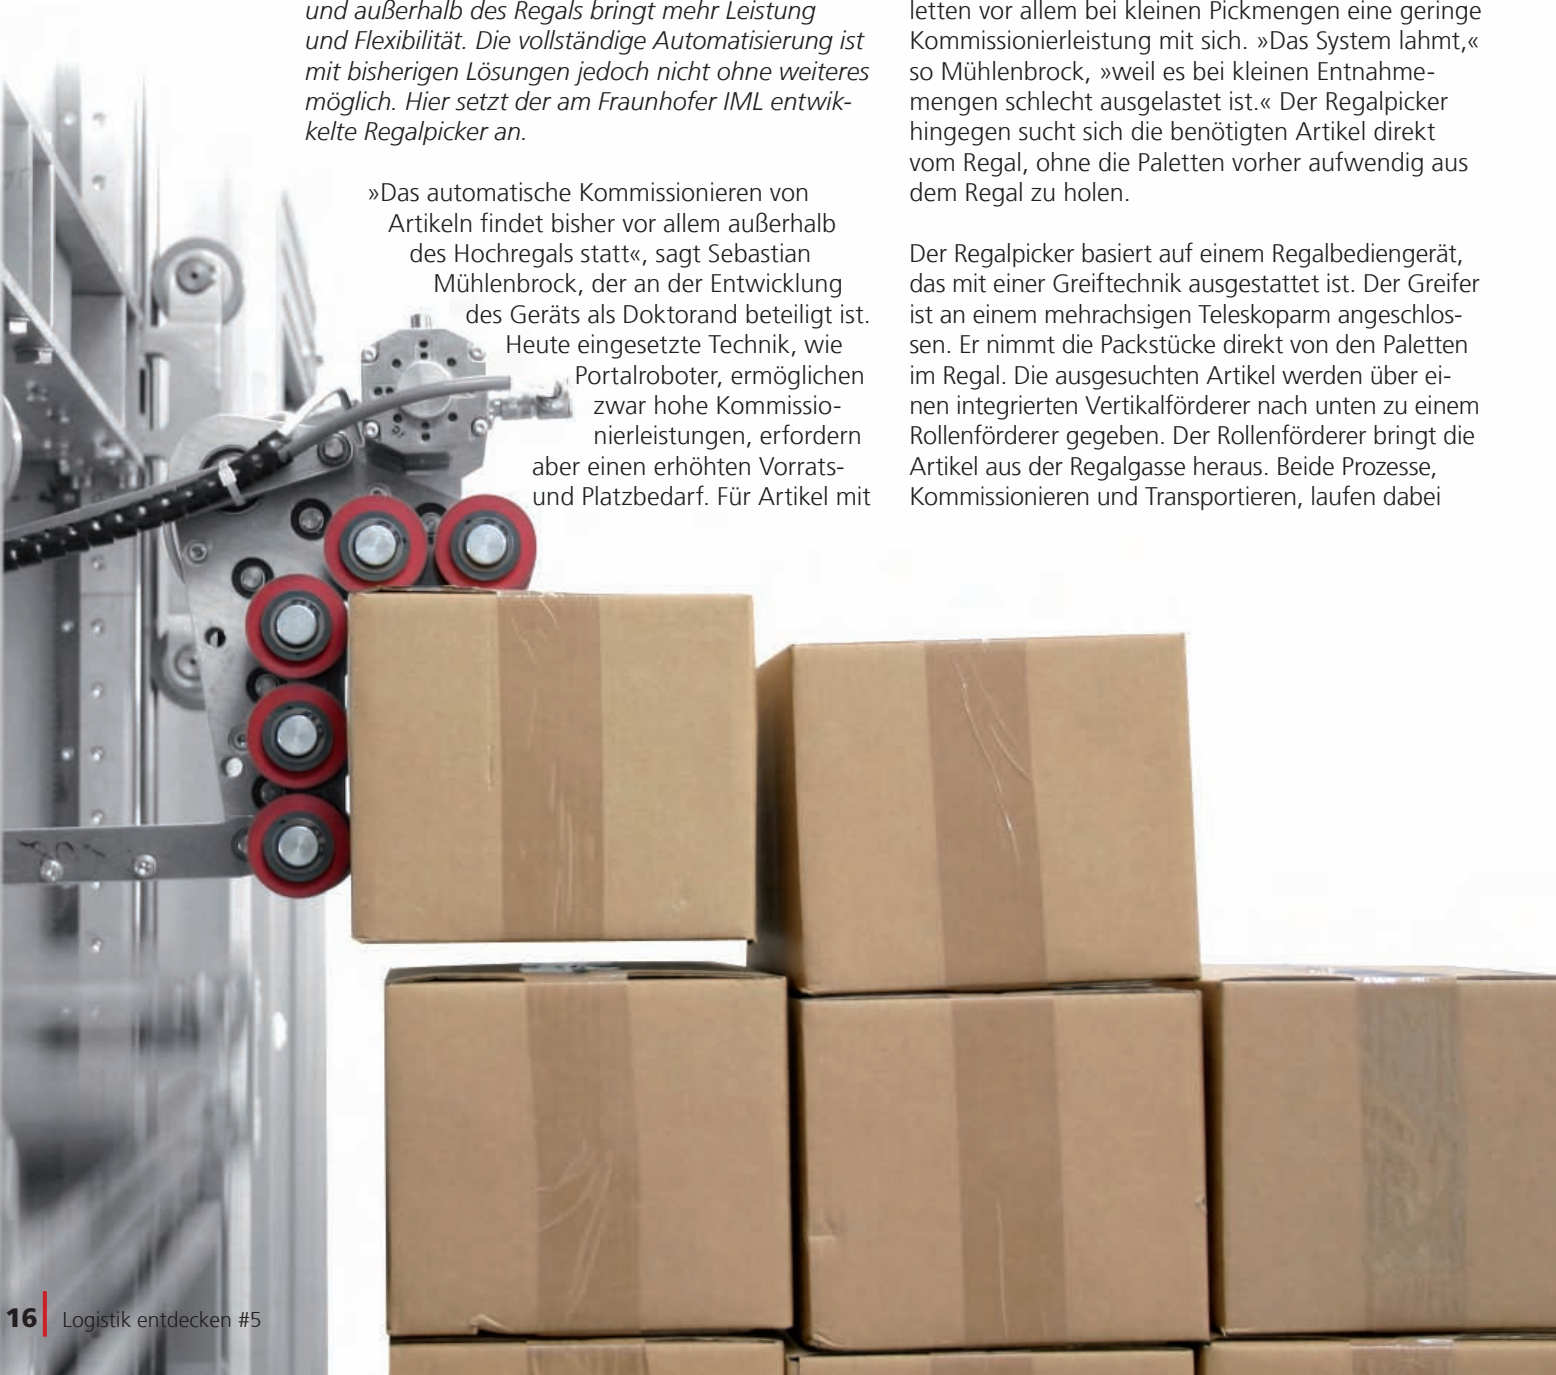 und außerhalb des Regals bringt mehr Leistung
und Flexibilität. Die vollständige Automatisierung ist
mit bisherigen Lösungen jedoch nicht ohne weiteres
möglich. Hier setzt der am Fraunhofer IML entwik-
kelte Regalpicker an.
»Das automatische Kommissionieren von
Artikeln findet bisher vor allem außerhalb
des Hochregals statt«, sagt Sebastian
Mühlenbrock, der an der Entwicklung
des Geräts als Doktorand beteiligt ist.
Heute eingesetzte Technik, wie
Portalroboter, ermöglichen
zwar hohe Kommissio-
nierleistungen, erfordern
aber einen erhöhten Vorrats-
und Platzbedarf. Für Artikel mit
letten vor allem bei kleinen Pickmengen eine geringe
Kommissionierleistung mit sich. »Das System lahmt,«
so Mühlenbrock, »weil es bei kleinen Entnahme-
mengen schlecht ausgelastet ist.« Der Regalpicker
hingegen sucht sich die benötigten Artikel direkt
vom Regal, ohne die Paletten vorher aufwendig aus
dem Regal zu holen.
Der Regalpicker basiert auf einem Regalbediengerät,
das mit einer Greiftechnik ausgestattet ist. Der Greifer
ist an einem mehrachsigen Teleskoparm angeschlos-
sen. Er nimmt die Packstücke direkt von den Paletten
im Regal. Die ausgesuchten Artikel werden über ei-
nen integrierten Vertikalförderer nach unten zu einem
Rollenförderer gegeben. Der Rollenförderer bringt die
Artikel aus der Regalgasse heraus. Beide Prozesse,
Kommissionieren und Transportieren, laufen dabei
16 Logistik entdecken #5